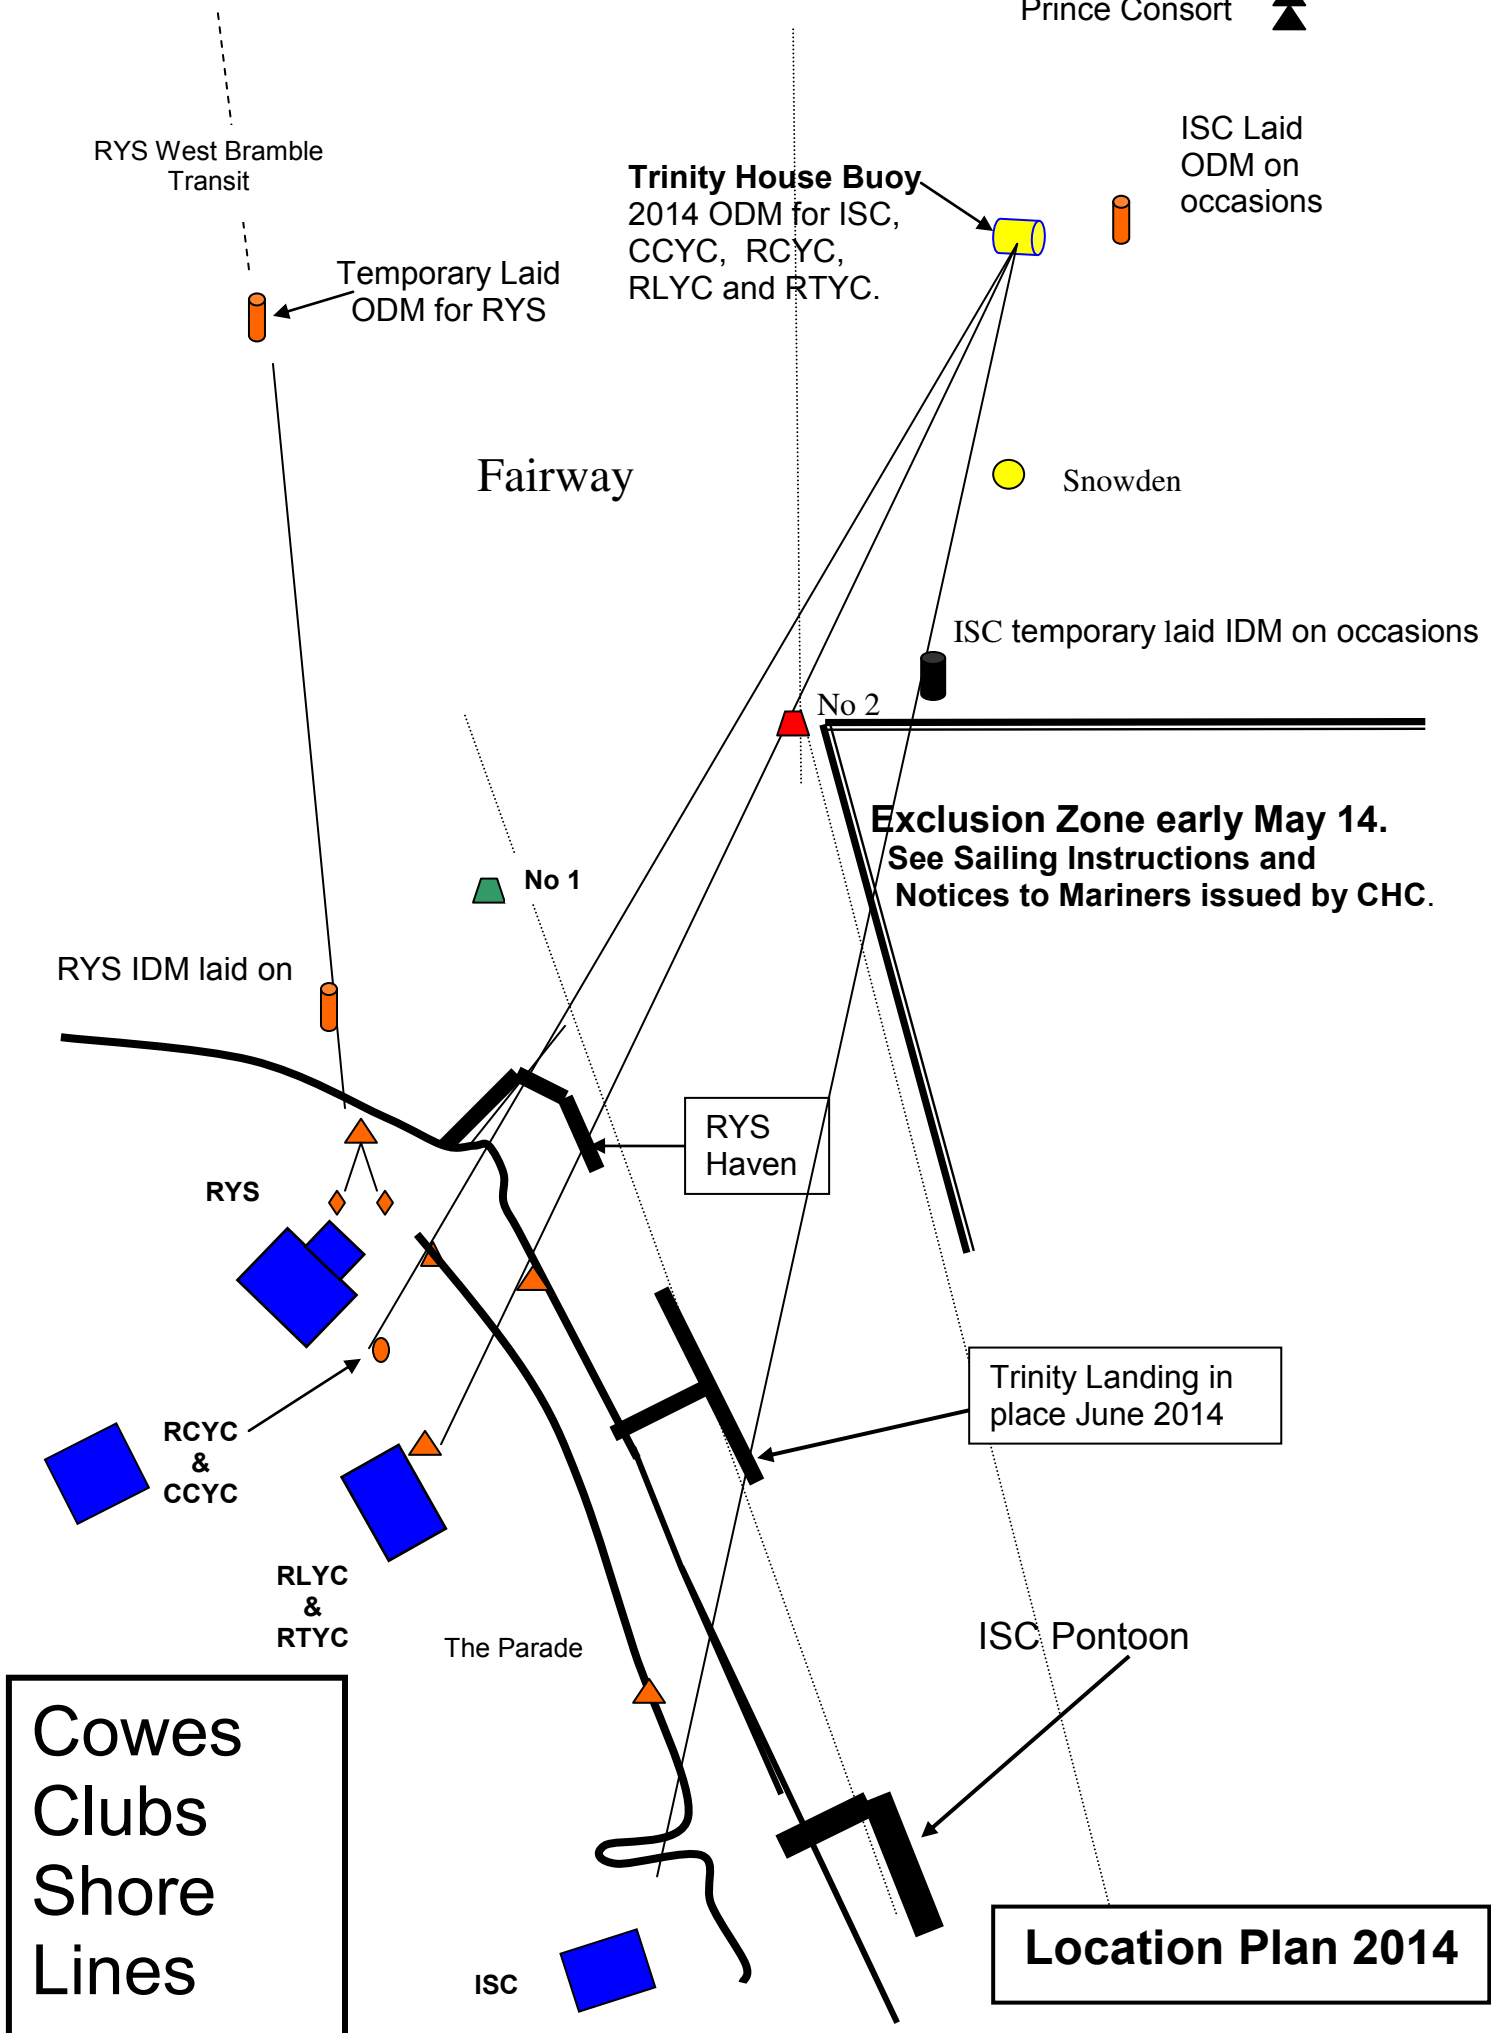 Prince Consort
RYS West Bramble
Transit
ISC Laid
ODM on
occasions
Trinity House Buoy
2014 ODM for ISC,
CCYC, RCYC,
RLYC and RTYC.
Temporary Laid
ODM for RYS
Fairway
Snowden
ISC temporary laid IDM on occasions
No 2
Exclusion Zone early May 14.
See Sailing Instructions and
Notices to Mariners issued by CHC.
No 1
RYS IDM laid on
RYS
Haven
RYS
Trinity Landing in
place June 2014
RCYC
&
CCYC
RLYC
&
RTYC
The Parade
ISC Pontoon
Cowes
Clubs
Shore
Lines
ISC
Location Plan 2014